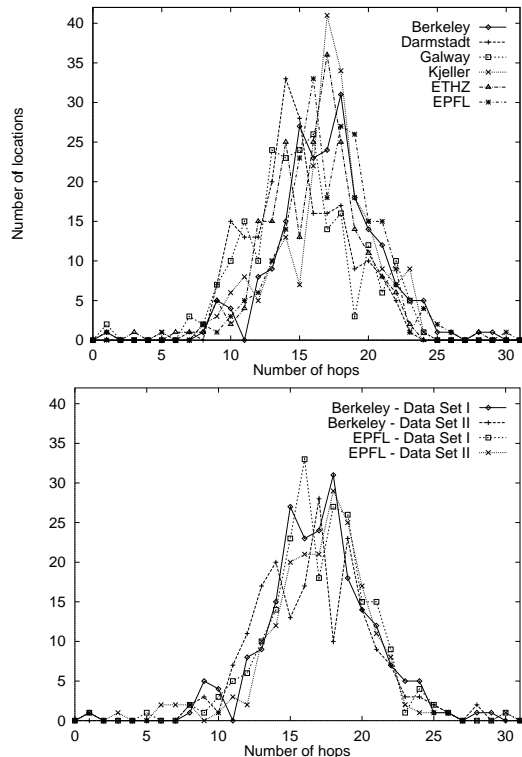 40
35
30
25
20
15
10
5
0
Number of locations
Berkeley
Darmstadt
Galway
Kjeller
ETHZ
EPFL
0 5 10 15 20 25 30
Number of hops
40
35
30
25
20
15
10
5
0
Berkeley - Data Set I
Berkeley - Data Set II
EPFL - Data Set I
EPFL - Data Set II
0 5 10 15 20 25 30
Number of hops